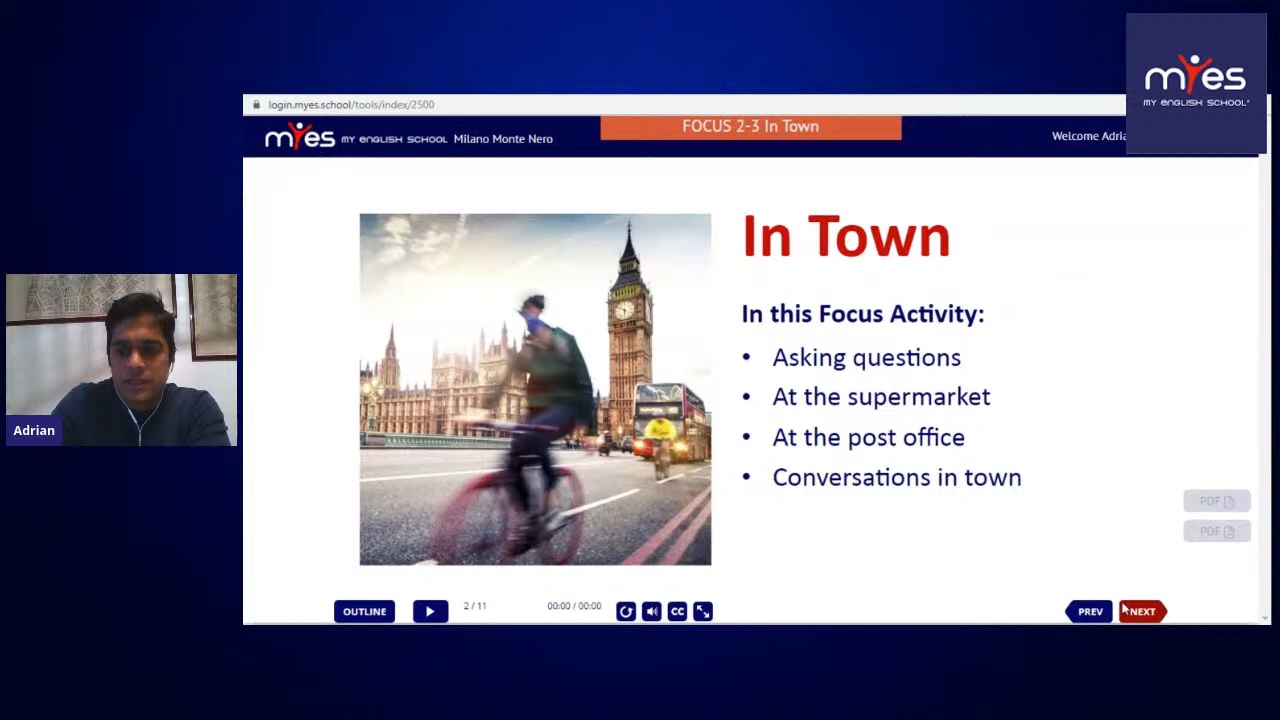 myes
MY ENGLISH SCHOOL®
login.myes.school/tools/index/2500
myes MY ENGLISH SCHOOL Milano Monte Nero
FOCUS 2-3 In Town
Welcome Adria
In Town
In this Focus Activity:
• Asking questions
• At the supermarket
• At the post office
• Conversations in town
Adrian
PDF
PDF
OUTLINE
2 / 11
00:00 / 00:00
CC
PREV
NEXT